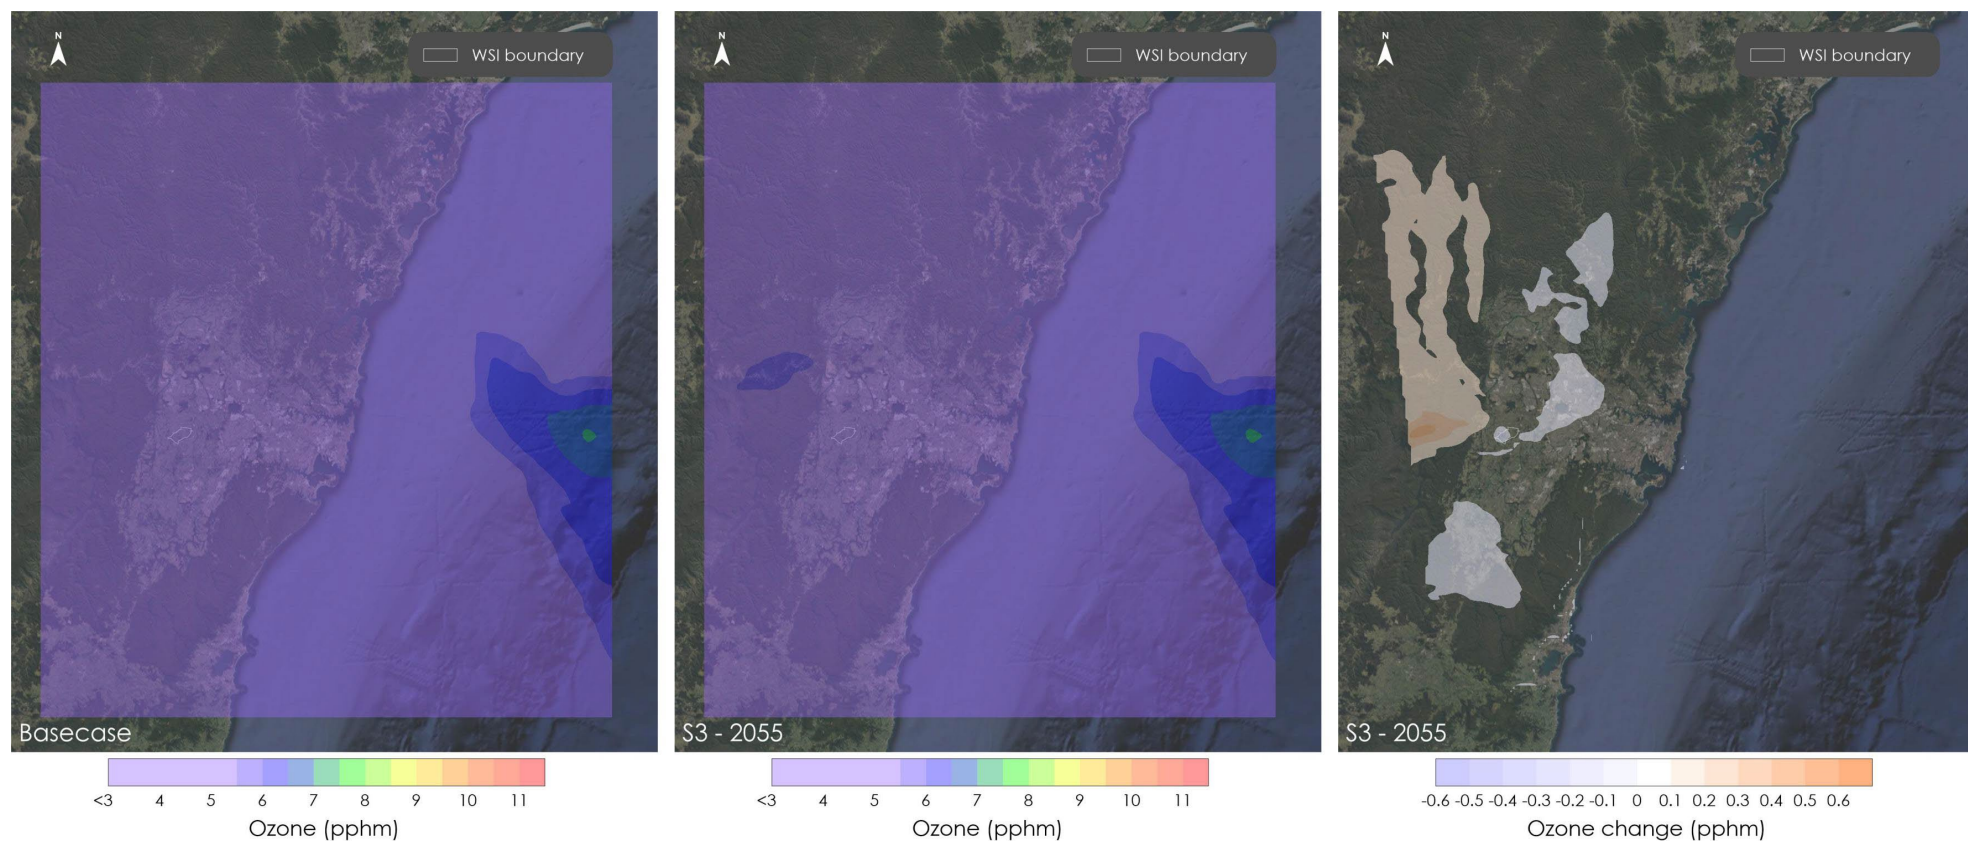 N
WSI boundary
Basecase
<3 4 5 6 7 8 9 10 11
Ozone (pphm)
N
WSI boundary
S3 - 2055
<3 4 5 6 7 8 9 10 11
Ozone (pphm)
N
WSI boundary
S3 - 2055
-0.6 -0.5 -0.4 -0.3 -0.2 -0.1 0 0.1 0.2 0.3 0.4 0.5 0.6
Ozone change (pphm)